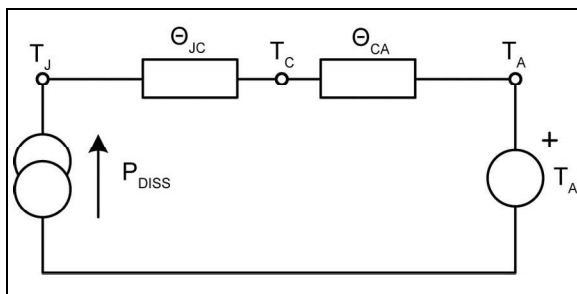 Θ_JC
Θ_CA
T_J
T_C
T_A
+
P_DISS
T_A